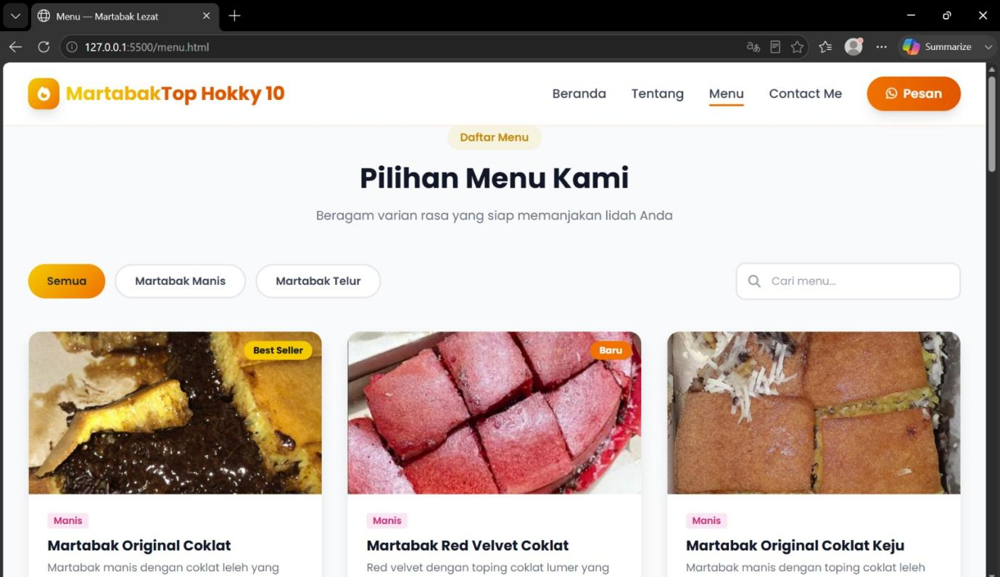 Menu — Martabak Lezat
127.0.0.1:5500/menu.html
Summarize
MartabakTop Hokky 10
Beranda
Tentang
Menu
Contact Me
Pesan
Daftar Menu
Pilihan Menu Kami
Beragam varian rasa yang siap memanjakan lidah Anda
Semua
Martabak Manis
Martabak Telur
Cari menu...
Best Seller
Baru
Manis
Martabak Original Coklat
Martabak manis dengan coklat leleh yang
Manis
Martabak Red Velvet Coklat
Red velvet dengan toping coklat lumer yang
Manis
Martabak Original Coklat Keju
Martabak manis dengan toping coklat leleh